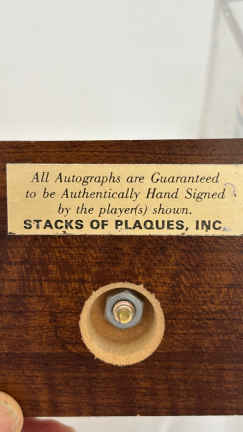 All Autographs are Guaranteed
to be Authentically Hand Signed
by the player(s) shown.
STACKS OF PLAQUES, INC.